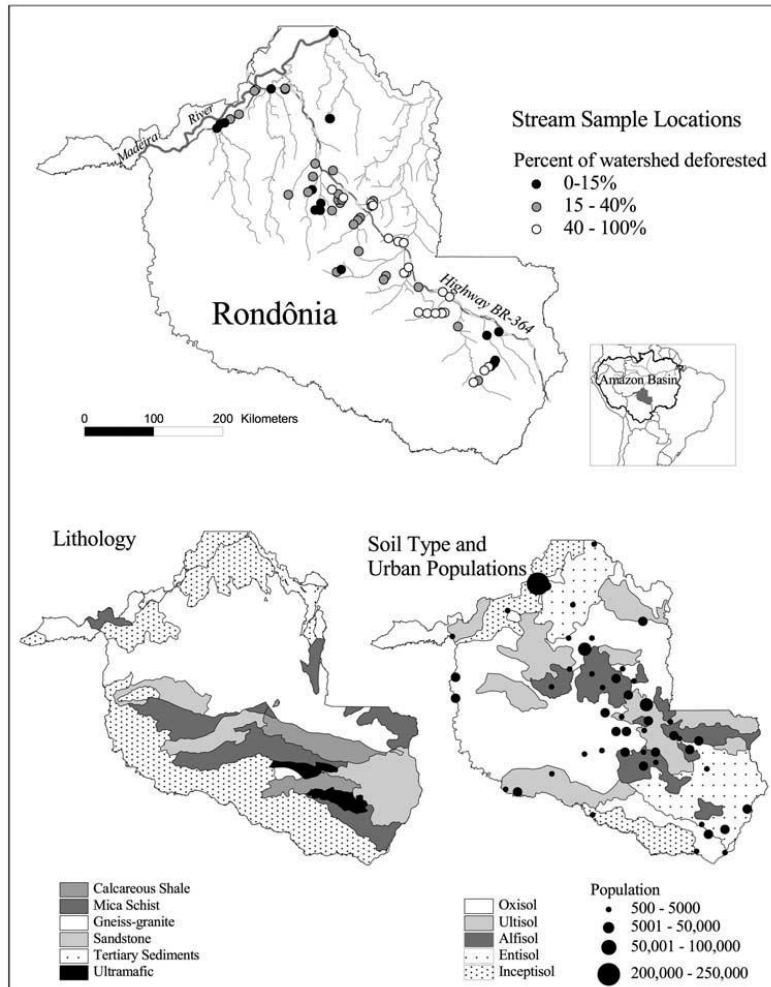 Madeira River
Stream Sample Locations
Percent of watershed deforested
0-15%
15 - 40%
40 - 100%
Highway BR-364
Rondônia
Amazon Basin
0 100 200 Kilometers
Lithology
Calcareous Shale
Mica Schist
Gneiss-granite
Sandstone
Tertiary Sediments
Ultramafic
Soil Type and
Urban Populations
Oxisol
Ultisol
Alfisol
Entisol
Inceptisol
Population
500 - 5000
5001 - 50,000
50,001 - 100,000
200,000 - 250,000